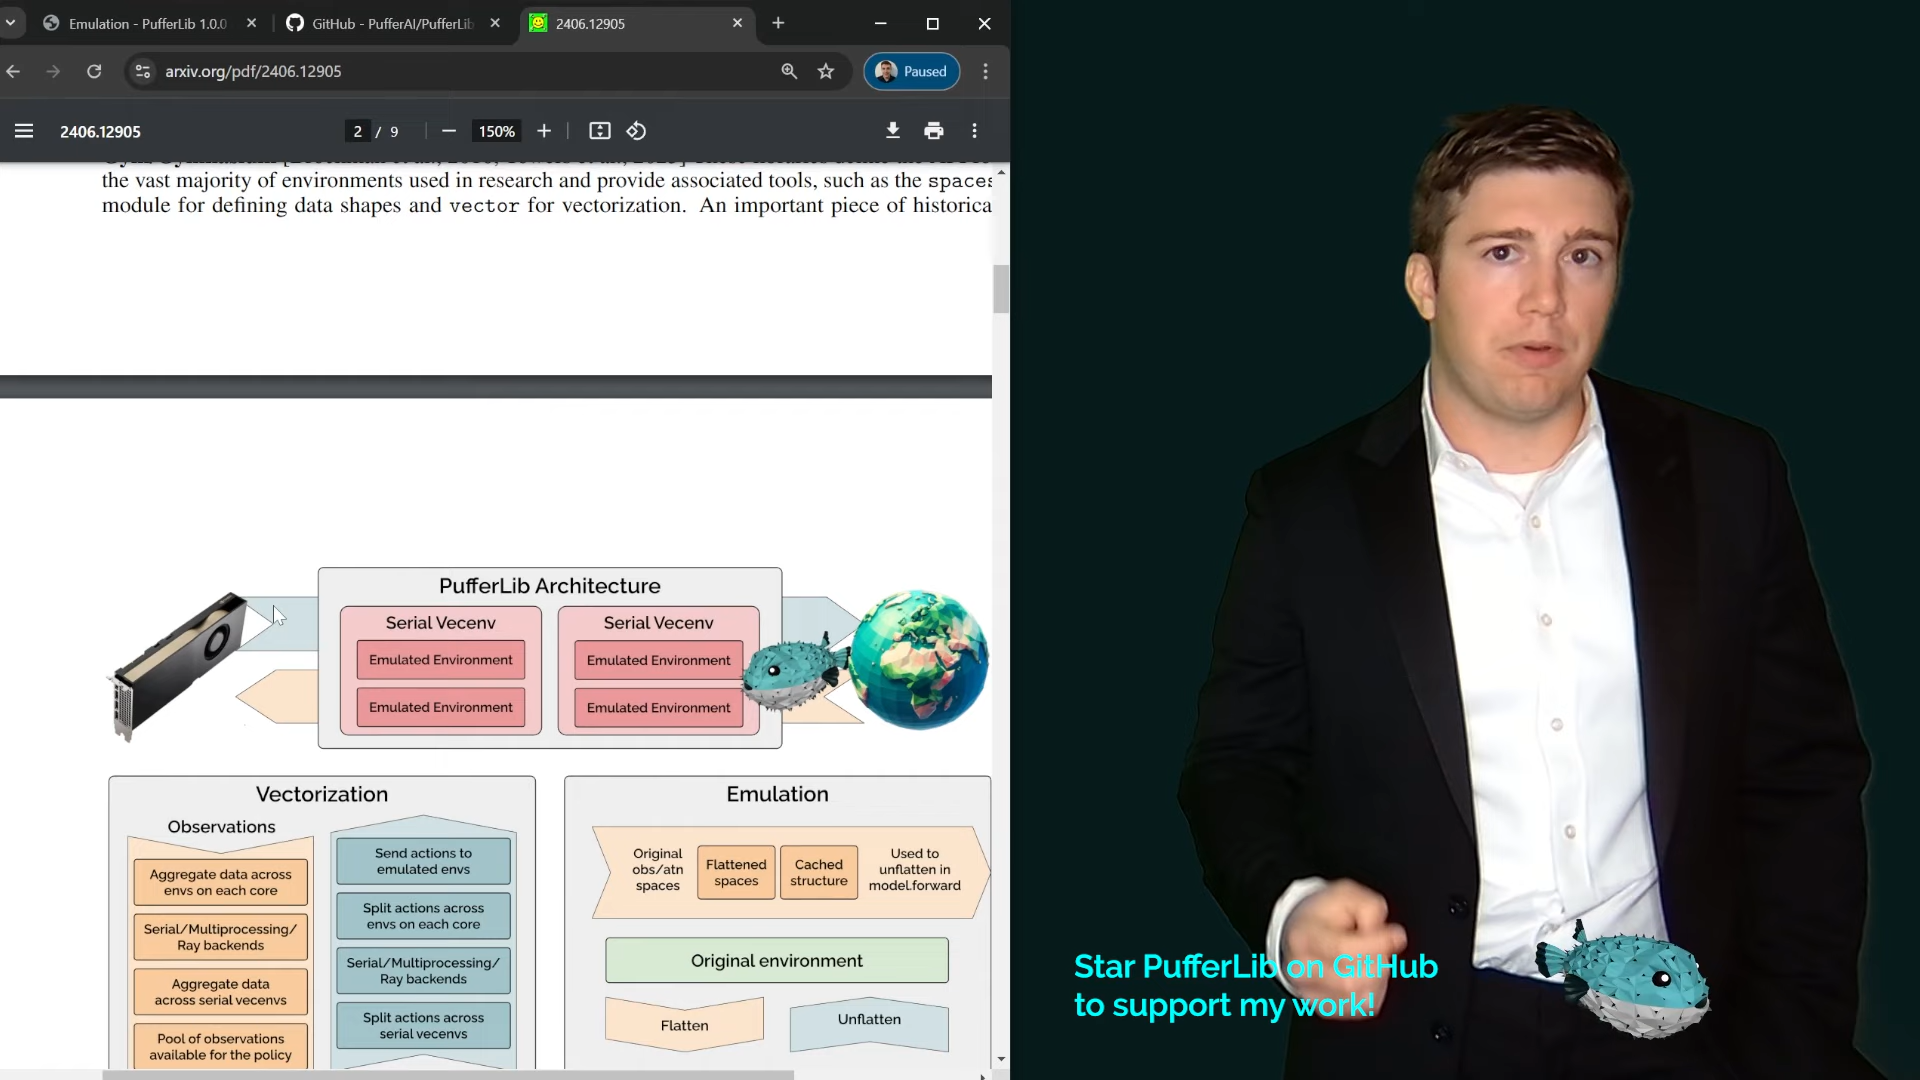 Emulation - PufferLib 1.0.0
GitHub - PufferAI/PufferLib
2406.12905
arxiv.org/pdf/2406.12905
Paused
2406.12905
2 / 9
150%
the vast majority of environments used in research and provide associated tools, such as the spaces
module for defining data shapes and vector for vectorization. An important piece of historica
PufferLib Architecture
Serial Vecenv
Emulated Environment
Emulated Environment
Serial Vecenv
Emulated Environment
Emulated Environment
Vectorization
Observations
Aggregate data across
envs on each core
Serial/Multiprocessing/
Ray backends
Aggregate data
across serial vecenvs
Pool of observations
available for the policy
Send actions to
emulated envs
Split actions across
envs on each core
Serial/Multiprocessing/
Ray backends
Split actions across
serial vecenvs
Emulation
Original
obs/atn
spaces
Flattened
spaces
Cached
structure
Used to
unflatten in
model.forward
Original environment
Flatten
Unflatten
Star PufferLib on GitHub
to support my work!